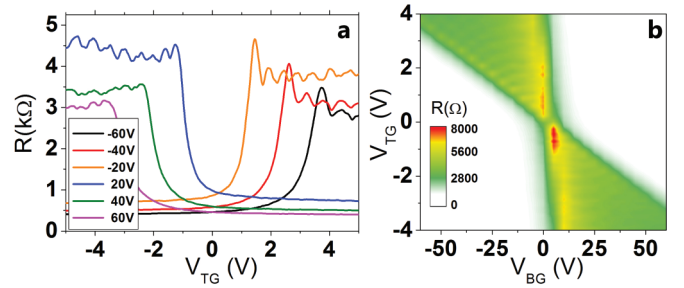 a
R(kΩ)
5
4
3
2
1
0
-60V
-40V
-20V
20V
40V
60V
-4 -2 0 2 4
V_TG (V)
b
V_TG (V)
4
2
0
-2
-4
R(Ω)
8000
5600
2800
0
-50 -25 0 25 50
V_BG (V)